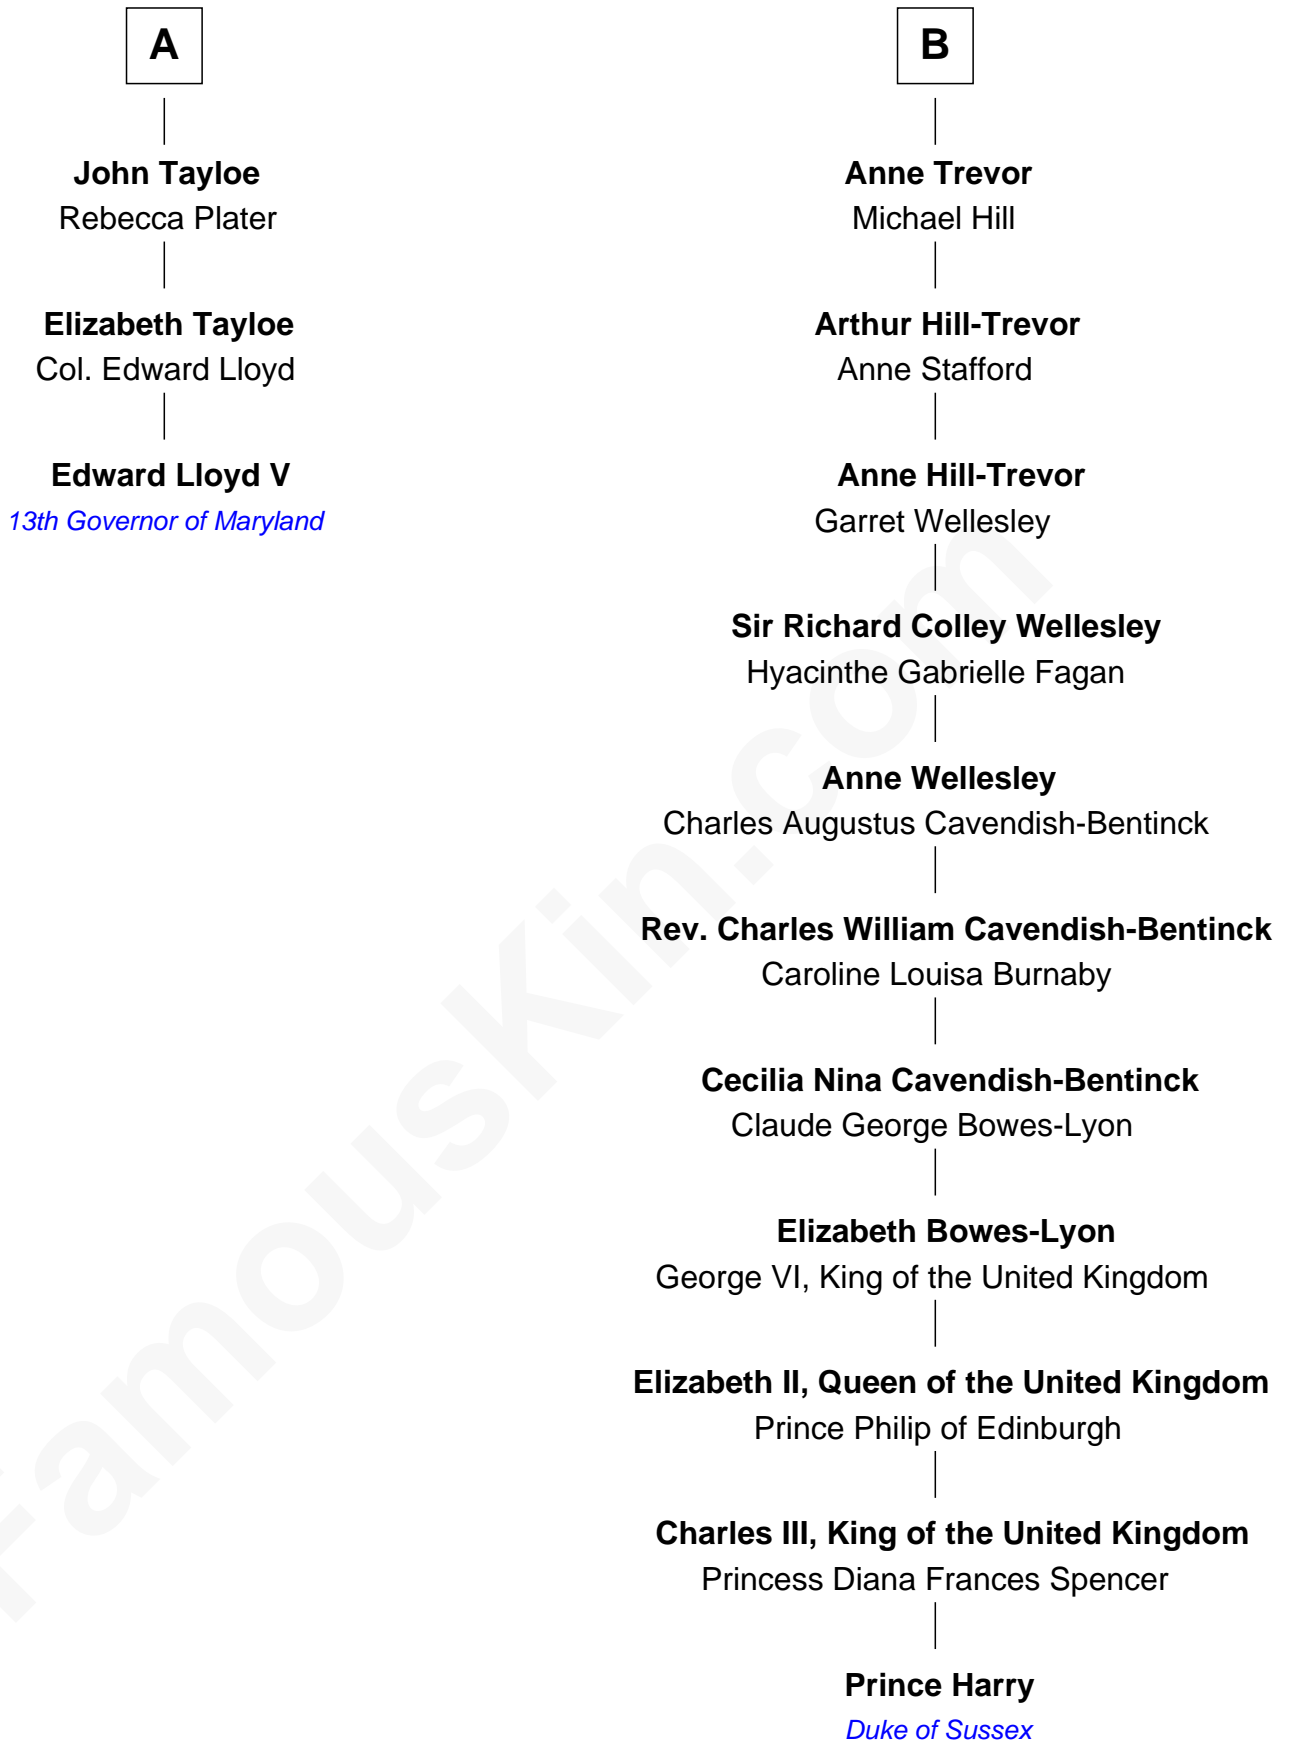 A
John Tayloe
Rebecca Plater
Elizabeth Tayloe
Col. Edward Lloyd
Edward Lloyd V
13th Governor of Maryland
B
Anne Trevor
Michael Hill
Arthur Hill-Trevor
Anne Stafford
Anne Hill-Trevor
Garret Wellesley
Sir Richard Colley Wellesley
Hyacinthe Gabrielle Fagan
Anne Wellesley
Charles Augustus Cavendish-Bentinck
Rev. Charles William Cavendish-Bentinck
Caroline Louisa Burnaby
Cecilia Nina Cavendish-Bentinck
Claude George Bowes-Lyon
Elizabeth Bowes-Lyon
George VI, King of the United Kingdom
Elizabeth II, Queen of the United Kingdom
Prince Philip of Edinburgh
Charles III, King of the United Kingdom
Princess Diana Frances Spencer
Prince Harry
Duke of Sussex
FamousKin.com